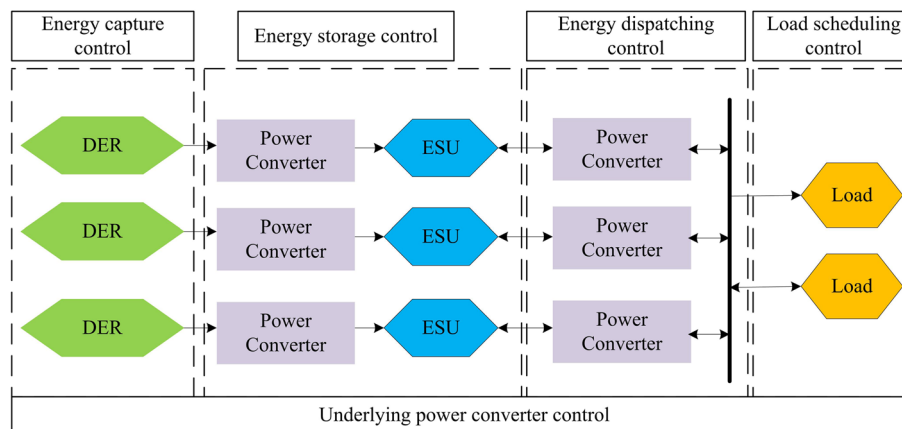 Energy capture
control
Energy storage control
Energy dispatching
control
Load scheduling
control
DER
Power
Converter
ESU
Power
Converter
Load
DER
Power
Converter
ESU
Power
Converter
Load
DER
Power
Converter
ESU
Power
Converter
Underlying power converter control